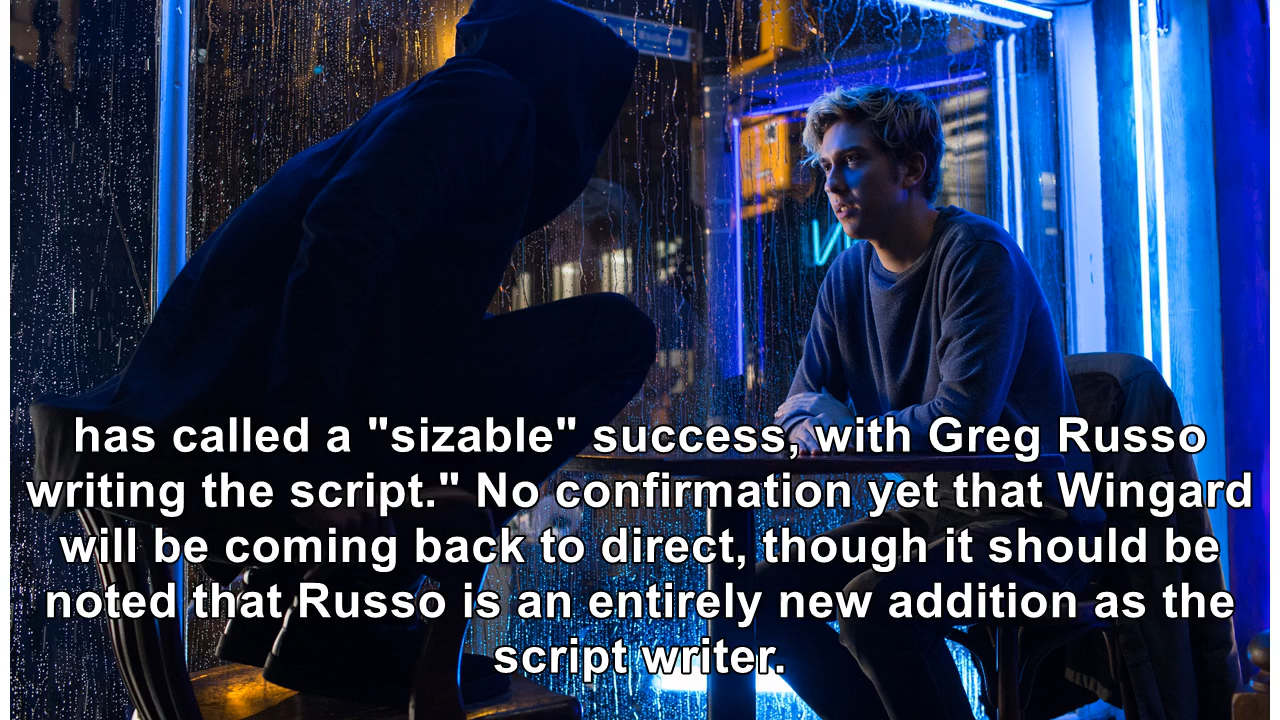 has called a "sizable" success, with Greg Russo
writing the script." No confirmation yet that Wingard
will be coming back to direct, though it should be
noted that Russo is an entirely new addition as the
script writer.